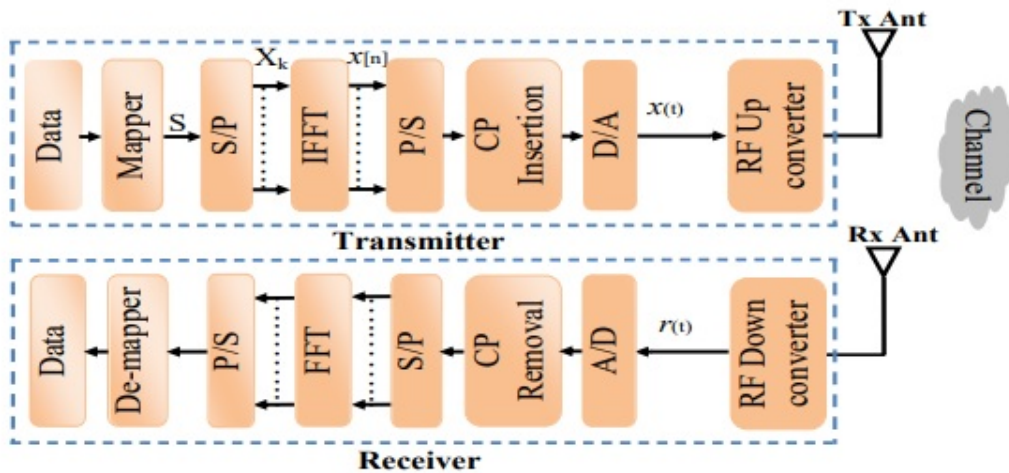 Tx Ant
Data
Mapper
S
S/P
X_k
IFFT
x[n]
P/S
CP
Insertion
D/A
x(t)
RF Up
converter
Channel
Transmitter
Rx Ant
Data
De-mapper
P/S
FFT
S/P
CP
Removal
A/D
r(t)
RF Down
converter
Receiver